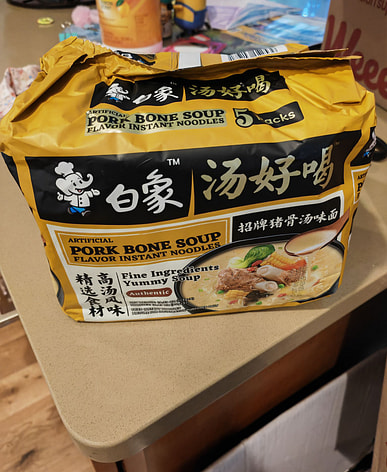 白象 汤好喝
ARTIFICIAL
PORK BONE SOUP
FLAVOR INSTANT NOODLES
5 Packs
白象™ 汤好喝
ARTIFICIAL
PORK BONE SOUP
FLAVOR INSTANT NOODLES
招牌猪骨汤味面
高汤风味
精选食材
Fine Ingredients
Yummy Soup
Authentic